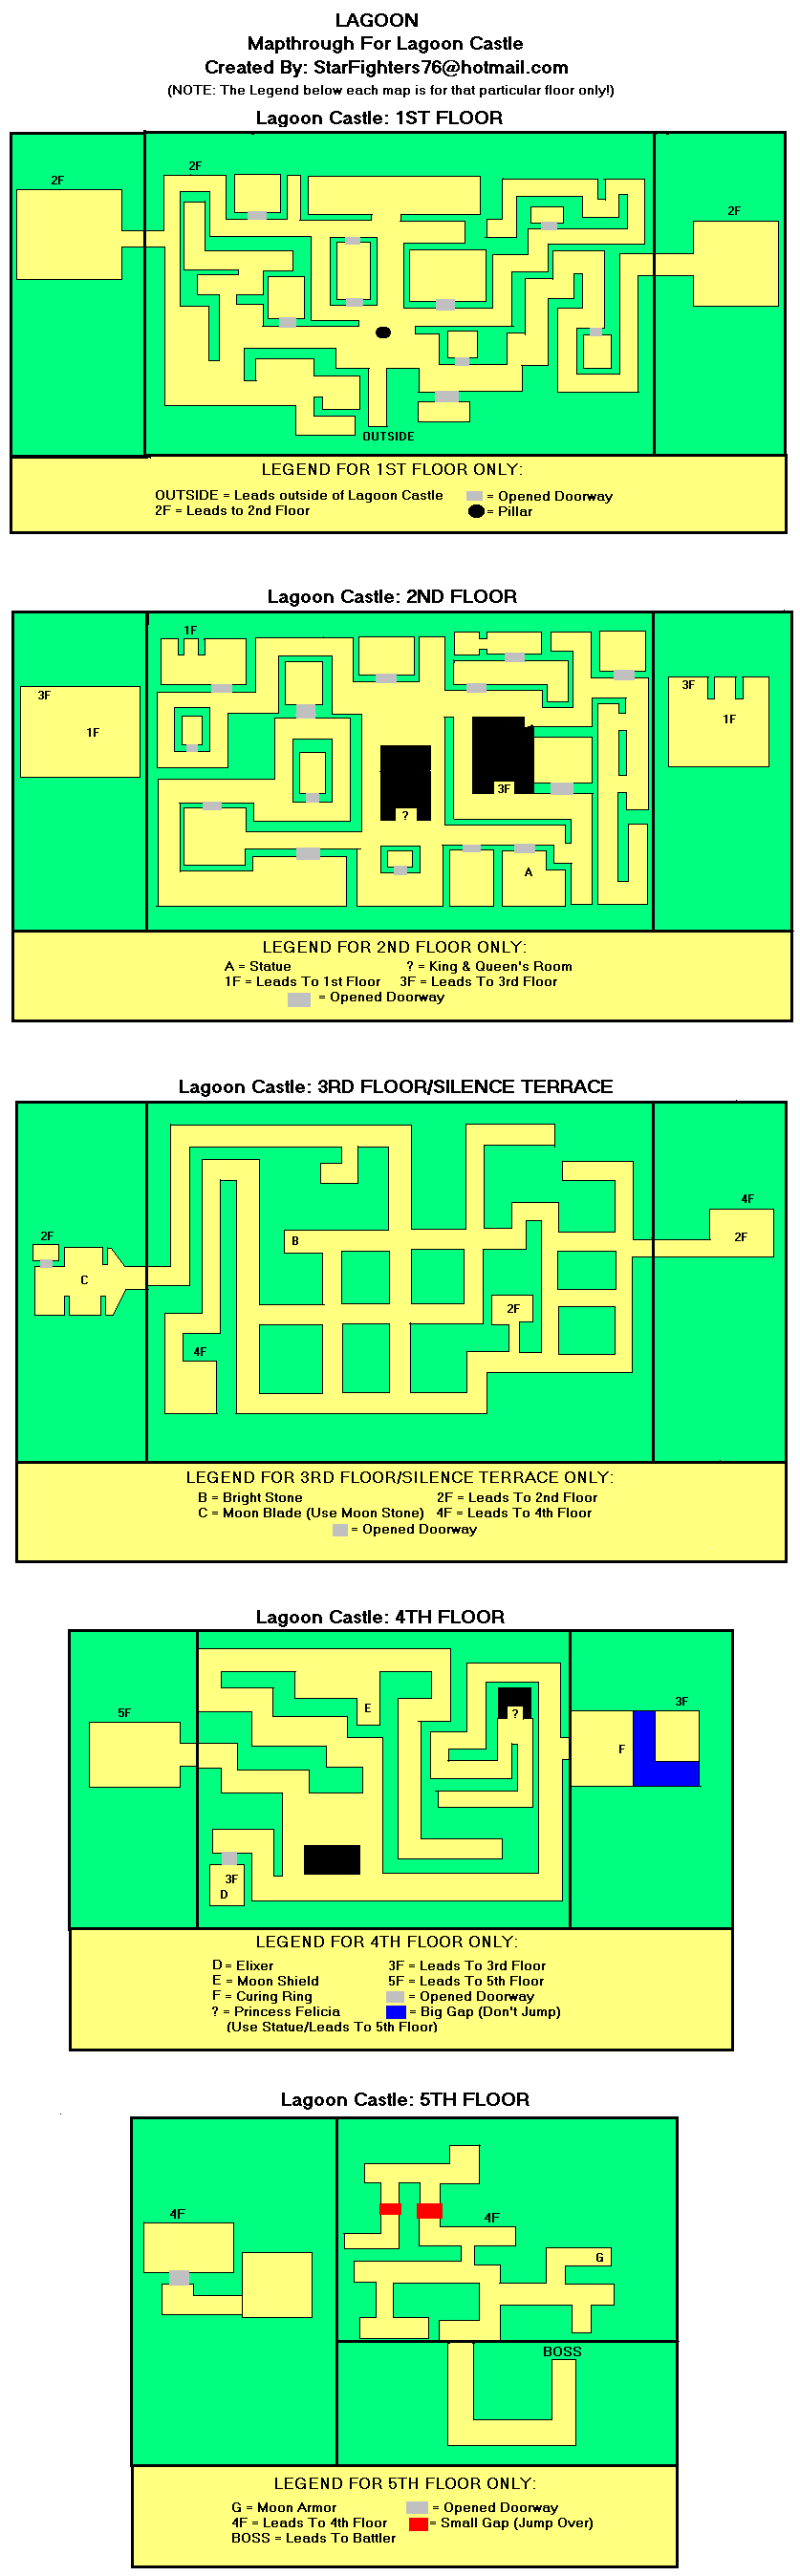 LAGOON
Mapthrough For Lagoon Castle
Created By: StarFighters76@hotmail.com
(NOTE: The Legend below each map is for that particular floor only!)
Lagoon Castle: 1ST FLOOR
2F
2F
2F
OUTSIDE
LEGEND FOR 1ST FLOOR ONLY:
OUTSIDE = Leads outside of Lagoon Castle
= Opened Doorway
2F = Leads to 2nd Floor
= Pillar
Lagoon Castle: 2ND FLOOR
1F
3F
1F
3F
1F
3F
?
A
LEGEND FOR 2ND FLOOR ONLY:
A = Statue
? = King & Queen's Room
1F = Leads To 1st Floor
3F = Leads To 3rd Floor
= Opened Doorway
Lagoon Castle: 3RD FLOOR/SILENCE TERRACE
4F
2F
B
2F
C
2F
4F
LEGEND FOR 3RD FLOOR/SILENCE TERRACE ONLY:
B = Bright Stone
2F = Leads To 2nd Floor
C = Moon Blade (Use Moon Stone)
4F = Leads To 4th Floor
= Opened Doorway
Lagoon Castle: 4TH FLOOR
5F
E
?
3F
F
3F
D
LEGEND FOR 4TH FLOOR ONLY:
D = Elixer
3F = Leads To 3rd Floor
E = Moon Shield
5F = Leads To 5th Floor
F = Curing Ring
= Opened Doorway
? = Princess Felicia
= Big Gap (Don't Jump)
(Use Statue/Leads To 5th Floor)
Lagoon Castle: 5TH FLOOR
4F
4F
G
BOSS
LEGEND FOR 5TH FLOOR ONLY:
G = Moon Armor
= Opened Doorway
4F = Leads To 4th Floor
= Small Gap (Jump Over)
BOSS = Leads To Battler